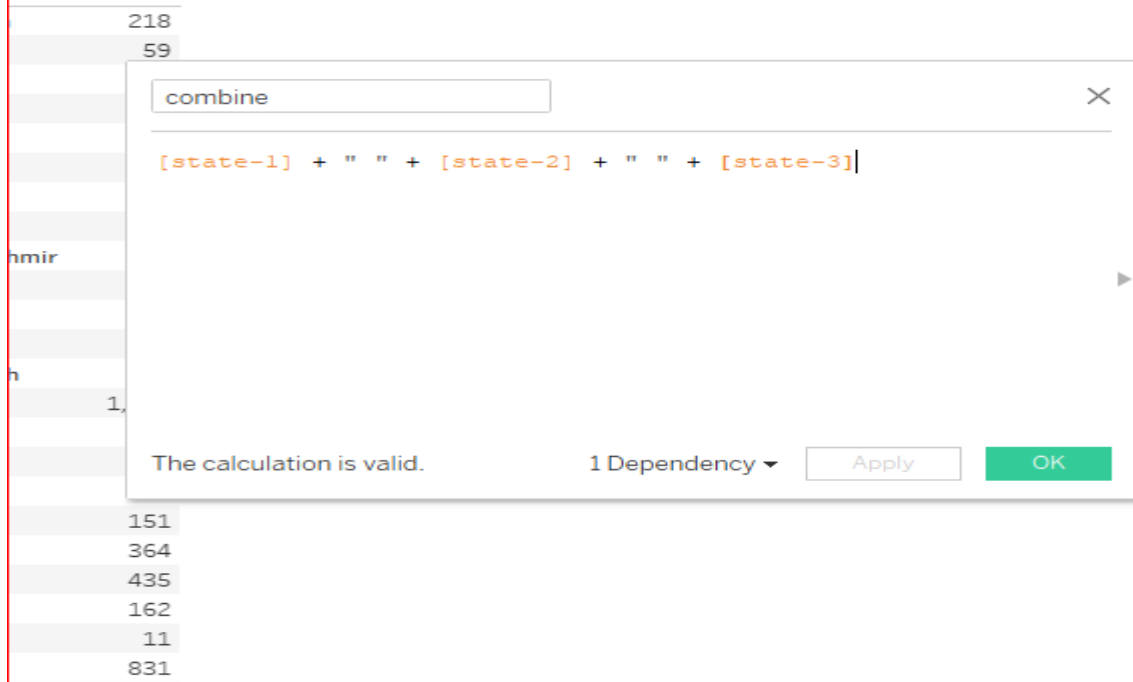 218
59
combine
[state-1] + " " + [state-2] + " " + [state-3]
hmir
h
1,
The calculation is valid.
1 Dependency
Apply
OK
151
364
435
162
11
831